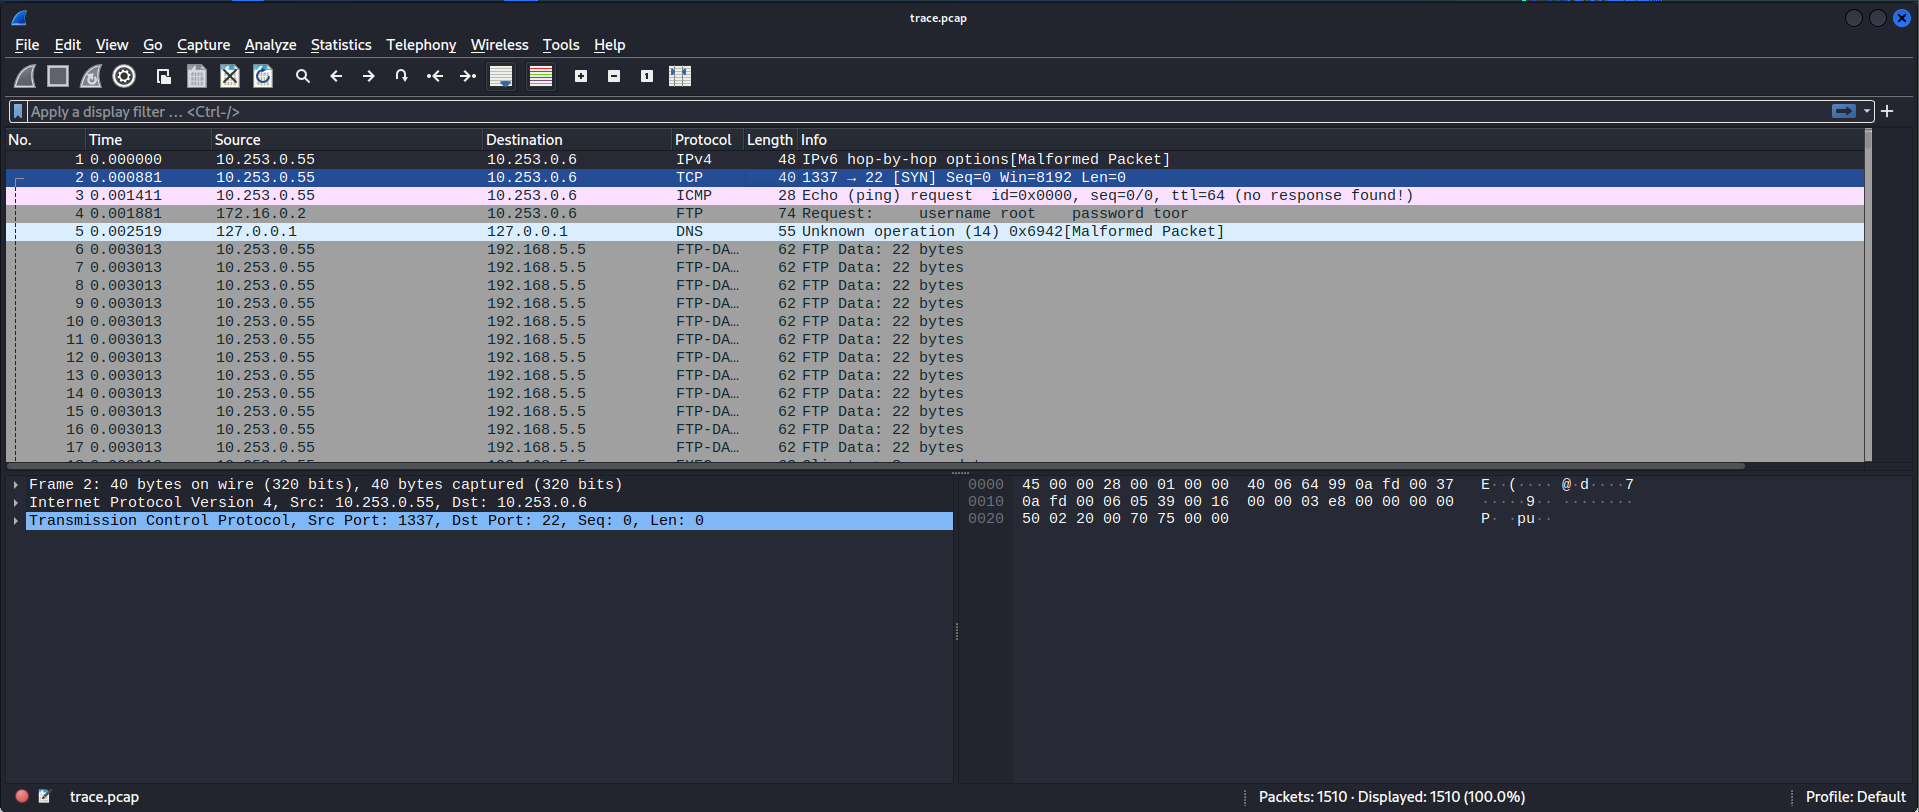 trace.pcap
File Edit View Go Capture Analyze Statistics Telephony Wireless Tools Help
Apply a display filter … <Ctrl-/>
No. Time Source Destination Protocol Length Info
1 0.000000 10.253.0.55 10.253.0.6 IPv4 48 IPv6 hop-by-hop options[Malformed Packet]
2 0.000881 10.253.0.55 10.253.0.6 TCP 40 1337 → 22 [SYN] Seq=0 Win=8192 Len=0
3 0.001411 10.253.0.55 10.253.0.6 ICMP 28 Echo (ping) request id=0x0000, seq=0/0, ttl=64 (no response found!)
4 0.001881 172.16.0.2 10.253.0.6 FTP 74 Request: username root password toor
5 0.002519 127.0.0.1 127.0.0.1 DNS 55 Unknown operation (14) 0x6942[Malformed Packet]
6 0.003013 10.253.0.55 192.168.5.5 FTP-DA… 62 FTP Data: 22 bytes
7 0.003013 10.253.0.55 192.168.5.5 FTP-DA… 62 FTP Data: 22 bytes
8 0.003013 10.253.0.55 192.168.5.5 FTP-DA… 62 FTP Data: 22 bytes
9 0.003013 10.253.0.55 192.168.5.5 FTP-DA… 62 FTP Data: 22 bytes
10 0.003013 10.253.0.55 192.168.5.5 FTP-DA… 62 FTP Data: 22 bytes
11 0.003013 10.253.0.55 192.168.5.5 FTP-DA… 62 FTP Data: 22 bytes
12 0.003013 10.253.0.55 192.168.5.5 FTP-DA… 62 FTP Data: 22 bytes
13 0.003013 10.253.0.55 192.168.5.5 FTP-DA… 62 FTP Data: 22 bytes
14 0.003013 10.253.0.55 192.168.5.5 FTP-DA… 62 FTP Data: 22 bytes
15 0.003013 10.253.0.55 192.168.5.5 FTP-DA… 62 FTP Data: 22 bytes
16 0.003013 10.253.0.55 192.168.5.5 FTP-DA… 62 FTP Data: 22 bytes
17 0.003013 10.253.0.55 192.168.5.5 FTP-DA… 62 FTP Data: 22 bytes
Frame 2: 40 bytes on wire (320 bits), 40 bytes captured (320 bits)
Internet Protocol Version 4, Src: 10.253.0.55, Dst: 10.253.0.6
Transmission Control Protocol, Src Port: 1337, Dst Port: 22, Seq: 0, Len: 0
0000 45 00 00 28 00 01 00 00 40 06 64 99 0a fd 00 37 E··(····@·d····7
0010 0a fd 00 06 05 39 00 16 00 00 03 e8 00 00 00 00 ·····9··········
0020 50 02 20 00 70 75 00 00 P· ·pu··
trace.pcap
Packets: 1510 · Displayed: 1510 (100.0%)
Profile: Default